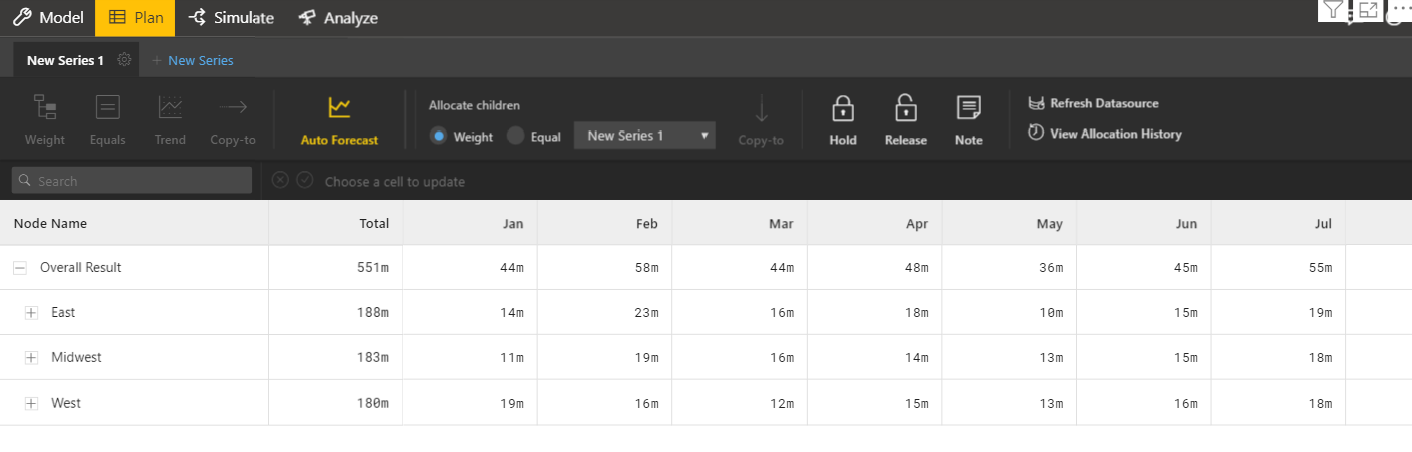 Model Plan Simulate Analyze
New Series 1 + New Series
Weight Equals Trend Copy-to Auto Forecast
Allocate children
Weight Equal New Series 1
Copy-to Hold Release Note
Refresh Datasource
View Allocation History
Search Choose a cell to update
Node Name Total Jan Feb Mar Apr May Jun Jul
Overall Result 551m 44m 58m 44m 48m 36m 45m 55m
East 188m 14m 23m 16m 18m 10m 15m 19m
Midwest 183m 11m 19m 16m 14m 13m 15m 18m
West 180m 19m 16m 12m 15m 13m 16m 18m